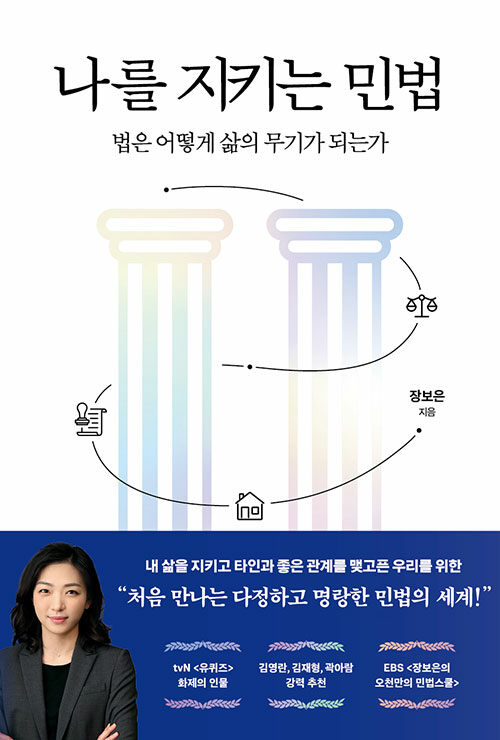 나를 지키는 민법
법은 어떻게 삶의 무기가 되는가
장보은
지음
내 삶을 지키고 타인과 좋은 관계를 맺고픈 우리를 위한
“처음 만나는 다정하고 명랑한 민법의 세계!”
tvN <유퀴즈>
화제의 인물
김영란, 김재형, 곽아람
강력 추천
EBS <장보은의
오천만의 민법스쿨>